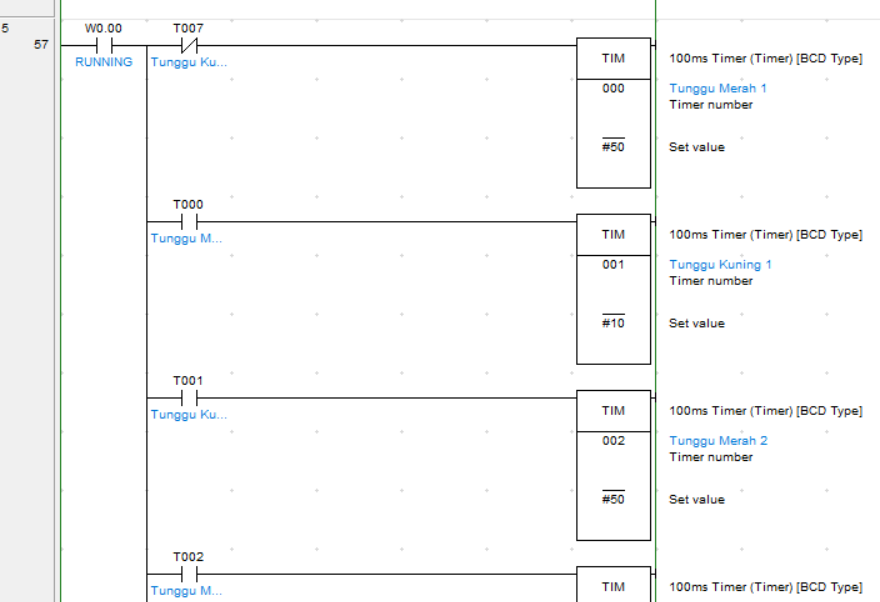 5
57
W0.00
T007
RUNNING
Tunggu Ku...
TIM
100ms Timer (Timer) [BCD Type]
000
Tunggu Merah 1
Timer number
#50
Set value
T000
Tunggu M...
TIM
100ms Timer (Timer) [BCD Type]
001
Tunggu Kuning 1
Timer number
#10
Set value
T001
Tunggu Ku...
TIM
100ms Timer (Timer) [BCD Type]
002
Tunggu Merah 2
Timer number
#50
Set value
T002
Tunggu M...
TIM
100ms Timer (Timer) [BCD Type]